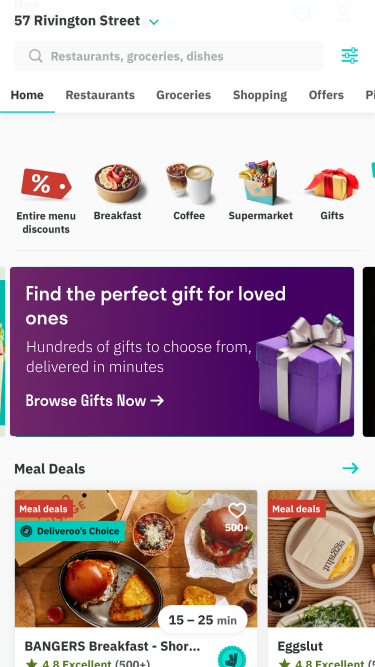 Now
57 Rivington Street
Restaurants, groceries, dishes
Home
Restaurants
Groceries
Shopping
Offers
Pi
%
Entire menu
discounts
Breakfast
Coffee
Supermarket
Gifts
Find the perfect gift for loved
ones
Hundreds of gifts to choose from,
delivered in minutes
Browse Gifts Now →
Meal Deals
Meal deals
Deliveroo's Choice
500+
15 – 25 min
BANGERS Breakfast - Shor...
4.8 Excellent (500+)
Meal deals
eggslut
Eggslut
4.8 Excellent